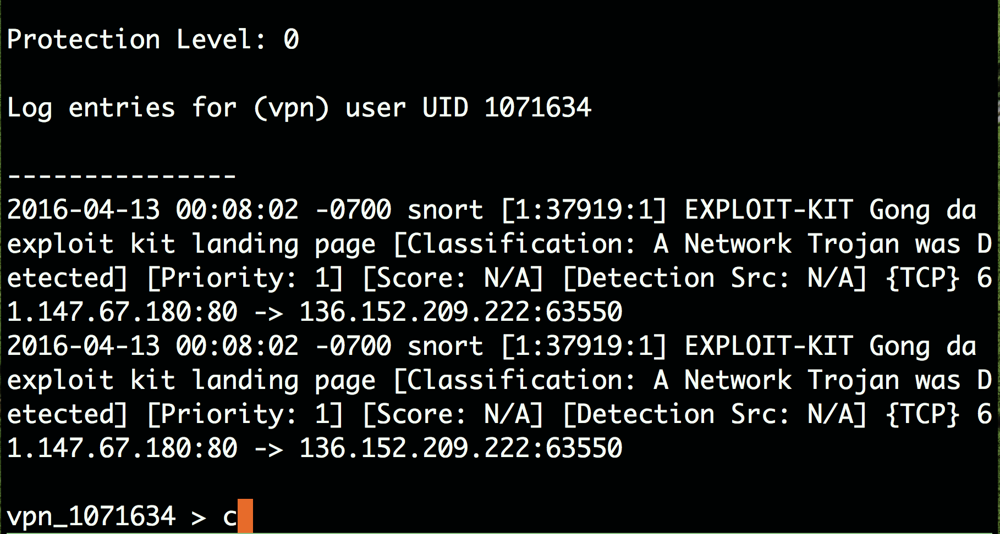 Protection Level: 0
Log entries for (vpn) user UID 1071634
---------------
2016-04-13 00:08:02 -0700 snort [1:37919:1] EXPLOIT-KIT Gong da
exploit kit landing page [Classification: A Network Trojan was D
etected] [Priority: 1] [Score: N/A] [Detection Src: N/A] {TCP} 6
1.147.67.180:80 -> 136.152.209.222:63550
2016-04-13 00:08:02 -0700 snort [1:37919:1] EXPLOIT-KIT Gong da
exploit kit landing page [Classification: A Network Trojan was D
etected] [Priority: 1] [Score: N/A] [Detection Src: N/A] {TCP} 6
1.147.67.180:80 -> 136.152.209.222:63550
vpn_1071634 > c